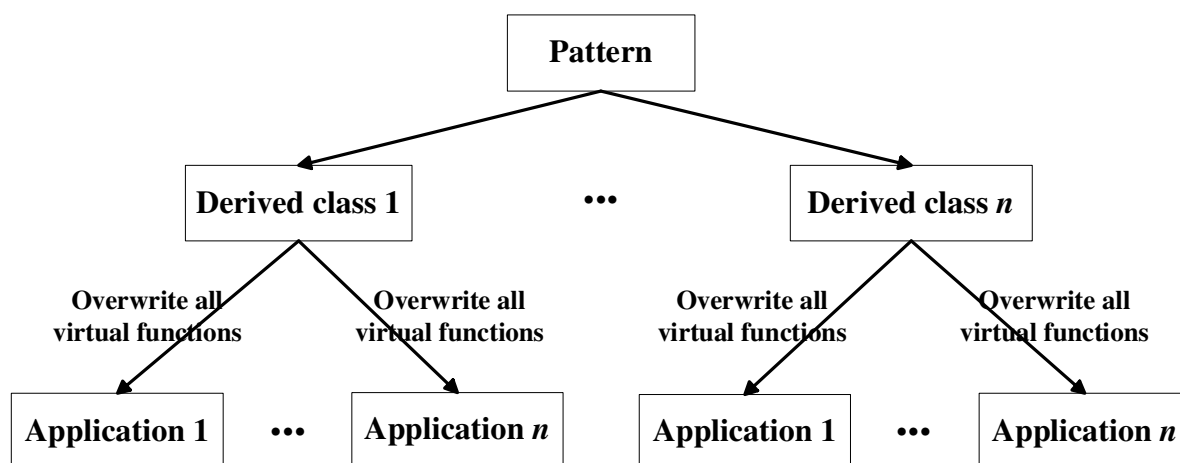 Pattern
Derived class 1
•••
Derived class n
Overwrite all
virtual functions
Overwrite all
virtual functions
Overwrite all
virtual functions
Overwrite all
virtual functions
Application 1
•••
Application n
Application 1
•••
Application n